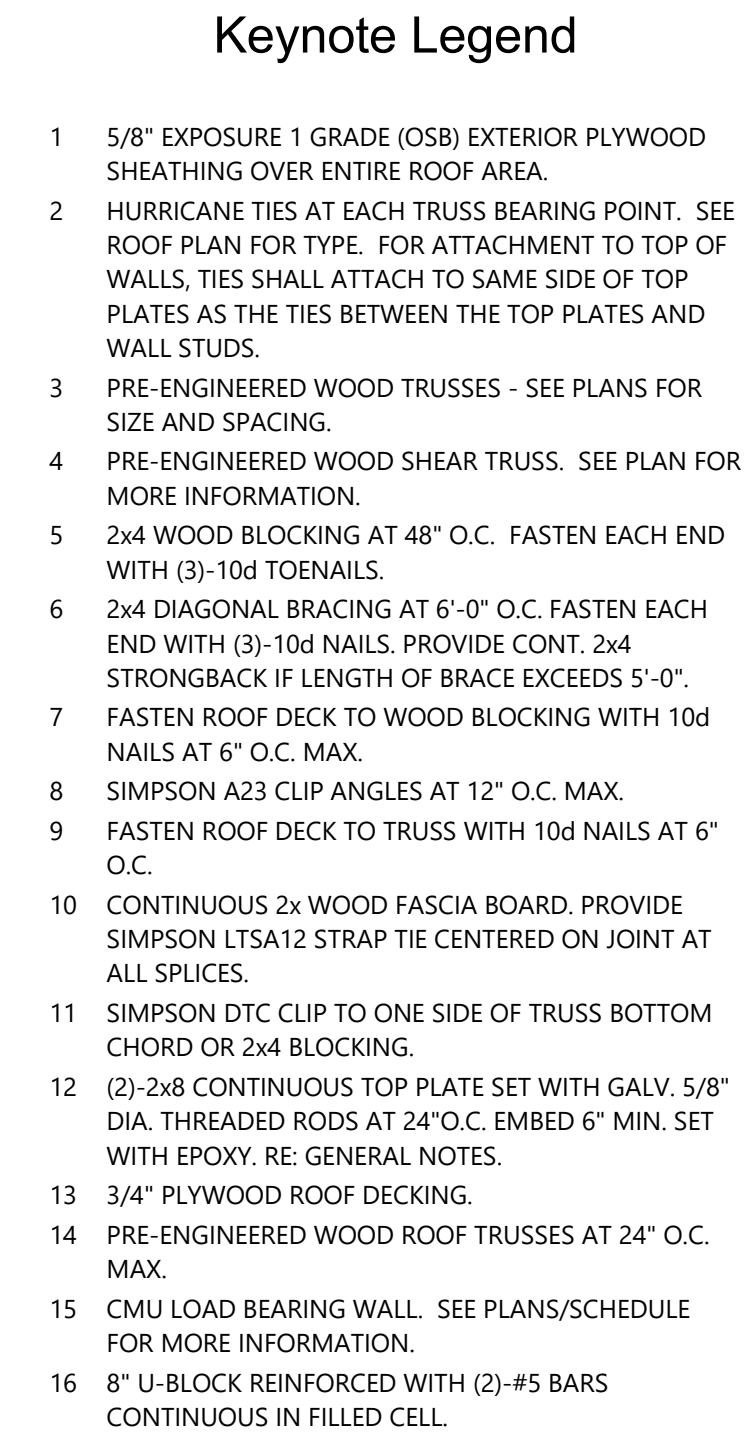 Keynote Legend
1 5/8" EXPOSURE 1 GRADE (OSB) EXTERIOR PLYWOOD
SHEATHING OVER ENTIRE ROOF AREA.
2 HURRICANE TIES AT EACH TRUSS BEARING POINT.  SEE
ROOF PLAN FOR TYPE.  FOR ATTACHMENT TO TOP OF
WALLS, TIES SHALL ATTACH TO SAME SIDE OF TOP
PLATES AS THE TIES BETWEEN THE TOP PLATES AND
WALL STUDS.
3 PRE-ENGINEERED WOOD TRUSSES - SEE PLANS FOR
SIZE AND SPACING.
4 PRE-ENGINEERED WOOD SHEAR TRUSS.  SEE PLAN FOR
MORE INFORMATION.
5 2x4 WOOD BLOCKING AT 48" O.C.  FASTEN EACH END
WITH (3)-10d TOENAILS.
6 2x4 DIAGONAL BRACING AT 6'-0" O.C. FASTEN EACH
END WITH (3)-10d NAILS. PROVIDE CONT. 2x4
STRONGBACK IF LENGTH OF BRACE EXCEEDS 5'-0".
7 FASTEN ROOF DECK TO WOOD BLOCKING WITH 10d
NAILS AT 6" O.C. MAX.
8 SIMPSON A23 CLIP ANGLES AT 12" O.C. MAX.
9 FASTEN ROOF DECK TO TRUSS WITH 10d NAILS AT 6"
O.C.
10 CONTINUOUS 2x WOOD FASCIA BOARD. PROVIDE
SIMPSON LTSA12 STRAP TIE CENTERED ON JOINT AT
ALL SPLICES.
11 SIMPSON DTC CLIP TO ONE SIDE OF TRUSS BOTTOM
CHORD OR 2x4 BLOCKING.
12 (2)-2x8 CONTINUOUS TOP PLATE SET WITH GALV. 5/8"
DIA. THREADED RODS AT 24"O.C. EMBED 6" MIN. SET
WITH EPOXY. RE: GENERAL NOTES.
13 3/4" PLYWOOD ROOF DECKING.
14 PRE-ENGINEERED WOOD ROOF TRUSSES AT 24" O.C.
MAX.
15 CMU LOAD BEARING WALL.  SEE PLANS/SCHEDULE
FOR MORE INFORMATION.
16 8" U-BLOCK REINFORCED WITH (2)-#5 BARS
CONTINUOUS IN FILLED CELL.